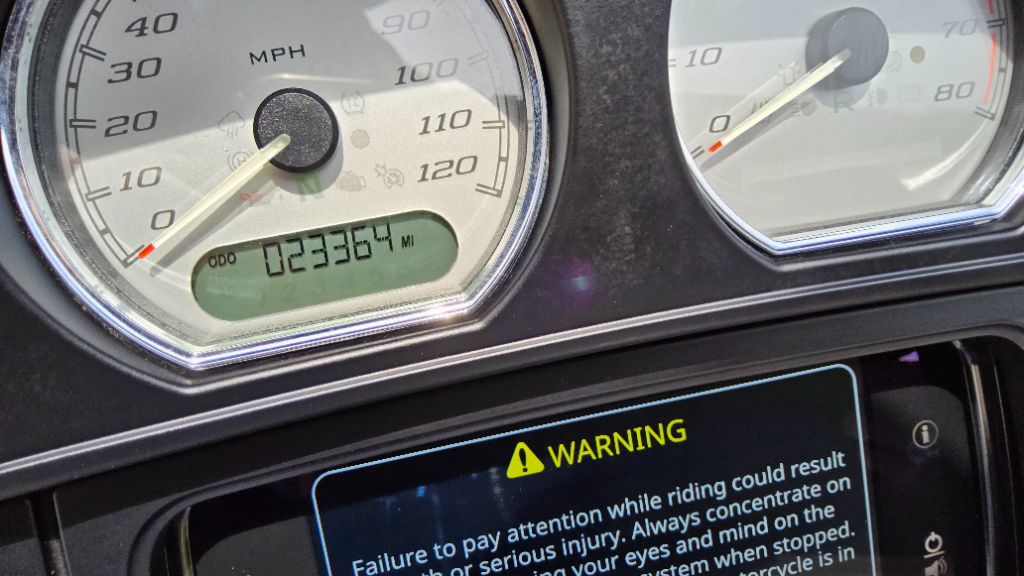 40
30
20
10
0
MPH
90
100
110
120
N
ODO 023364 MI
10
0
70
80
R
WARNING
Failure to pay attention while riding could result
or serious injury. Always concentrate on
your eyes and mind on the
system when stopped.
is in